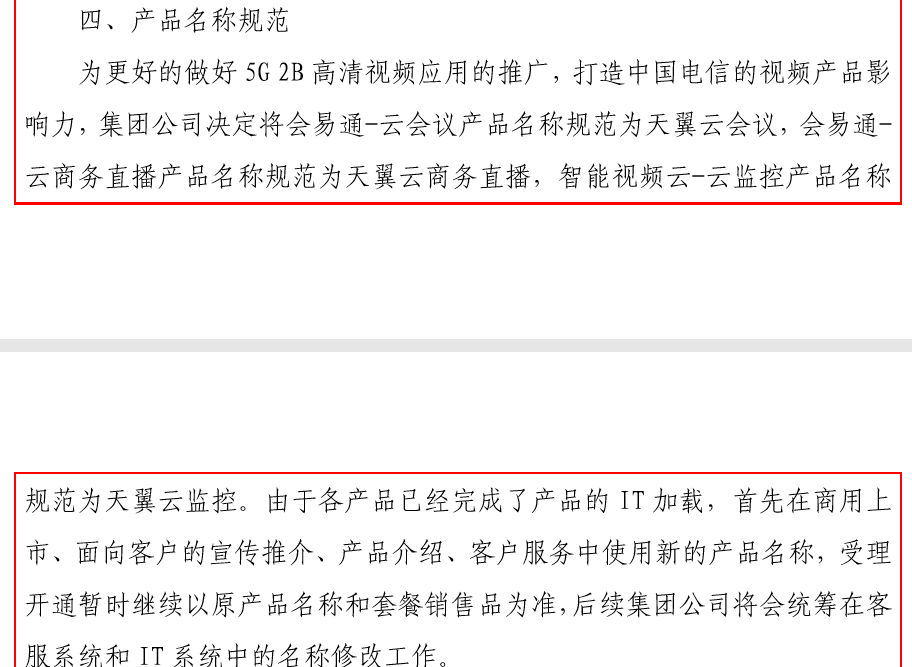 四、产品名称规范
为更好的做好 5G 2B 高清视频应用的推广，打造中国电信的视频产品影
响力，集团公司决定将会易通-云会议产品名称规范为天翼云会议，会易通-
云商务直播产品名称规范为天翼云商务直播，智能视频云-云监控产品名称
规范为天翼云监控。由于各产品已经完成了产品的 IT 加载，首先在商用上
市、面向客户的宣传推介、产品介绍、客户服务中使用新的产品名称，受理
开通暂时继续以原产品名称和套餐销售品为准,后续集团公司将会统筹在客
服系统和 IT 系统中的名称修改工作。